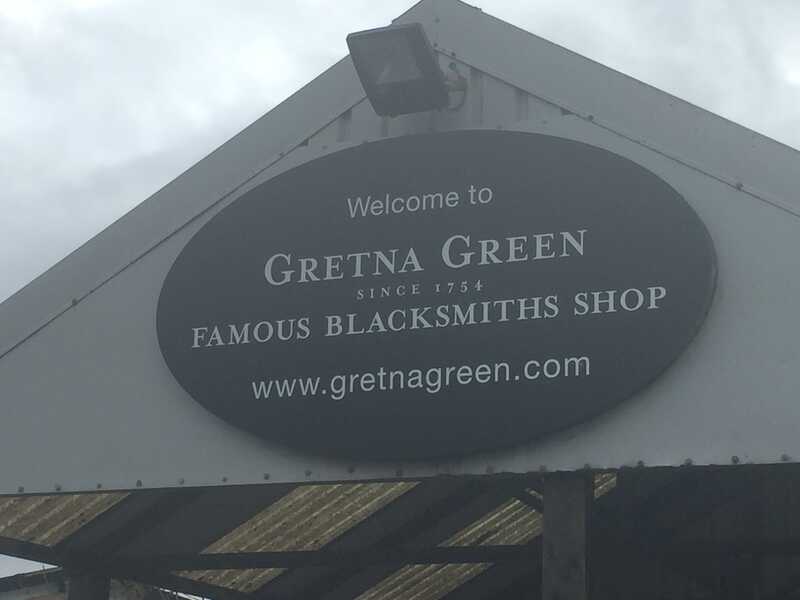 Welcome to
GRETNA GREEN
SINCE 1754
FAMOUS BLACKSMITHS SHOP
www.gretnagreen.com